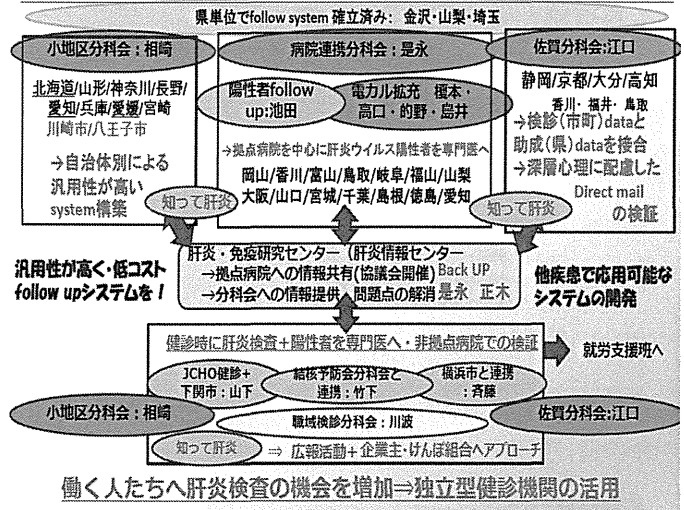 県単位でfollow system 確立済み: 金沢・山梨・埼玉
小地区分科会:相崎
北海道/山形/神奈川/長野/
愛知/兵庫/愛媛/宮崎
川崎市/八王子市
→自治体別による
汎用性が高い
system構築
知って肝炎
病院連携分科会:是永
陽性者follow
up:池田
電カル拡充 榎本・
高口・的野・島井
→拠点病院を中心に肝炎ウイルス陽性者を専門医へ
岡山/香川/富山/鳥取/岐阜/福山/山梨
大阪/山口/宮城/千葉/島根/徳島/愛知
佐賀分科会:江口
静岡/京都/大分/高知
香川・福井・鳥取
→検診(市町)dataと
助成(県)dataを接合
→深層心理に配慮した
Direct mail
の検証
知って肝炎
汎用性が高く・低コスト
follow upシステムを!
肝炎・免疫研究センター(肝炎情報センター
→拠点病院への情報共有(協議会開催) Back UP
→分科会への情報提供 問題点の解消 是永 正木
他疾患で応用可能な
システムの開発
健診時に肝炎検査+陽性者を専門医へ・非拠点病院での検証
就労支援班へ
JCHO健診+
下関市:山下
結核予防会分科会と
連携:竹下
横浜市と連携
:斉藤
小地区分科会:相崎
職域検診分科会:川波
佐賀分科会:江口
知って肝炎 ⇒ 広報活動+企業主・けんぽ組合へアプローチ
働く人たちへ肝炎検査の機会を増加⇒独立型健診機関の活用